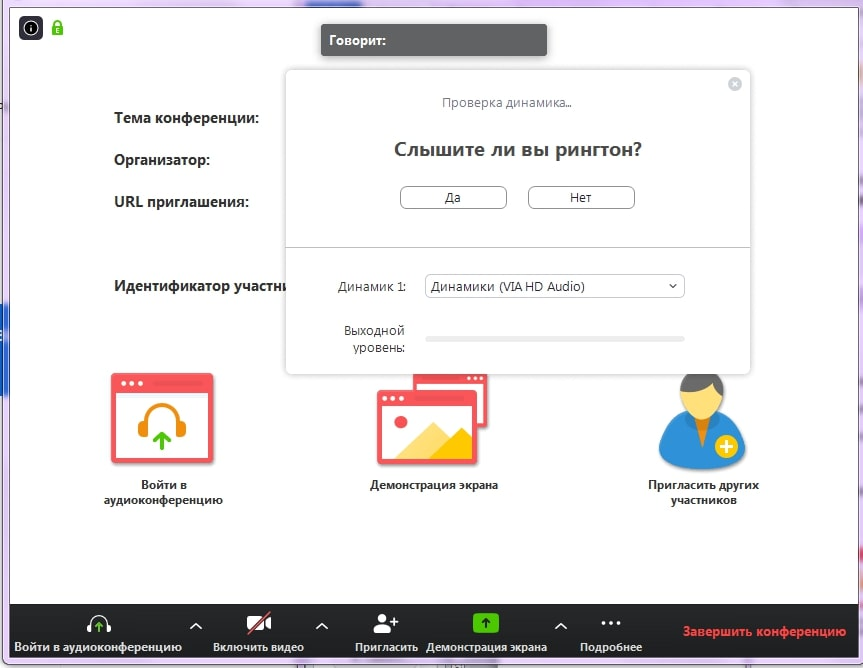 Говорит:
Проверка динамика...
Слышите ли вы рингтон?
Да
Нет
Тема конференции:
Организатор:
URL приглашения:
Идентификатор участни
Динамик 1:
Динамики (VIA HD Audio)
Выходной
уровень:
Войти в
аудиоконференцию
Демонстрация экрана
Пригласить других
участников
Войти в аудиоконференцию
Включить видео
Пригласить
Демонстрация экрана
Подробнее
Завершить конференцию